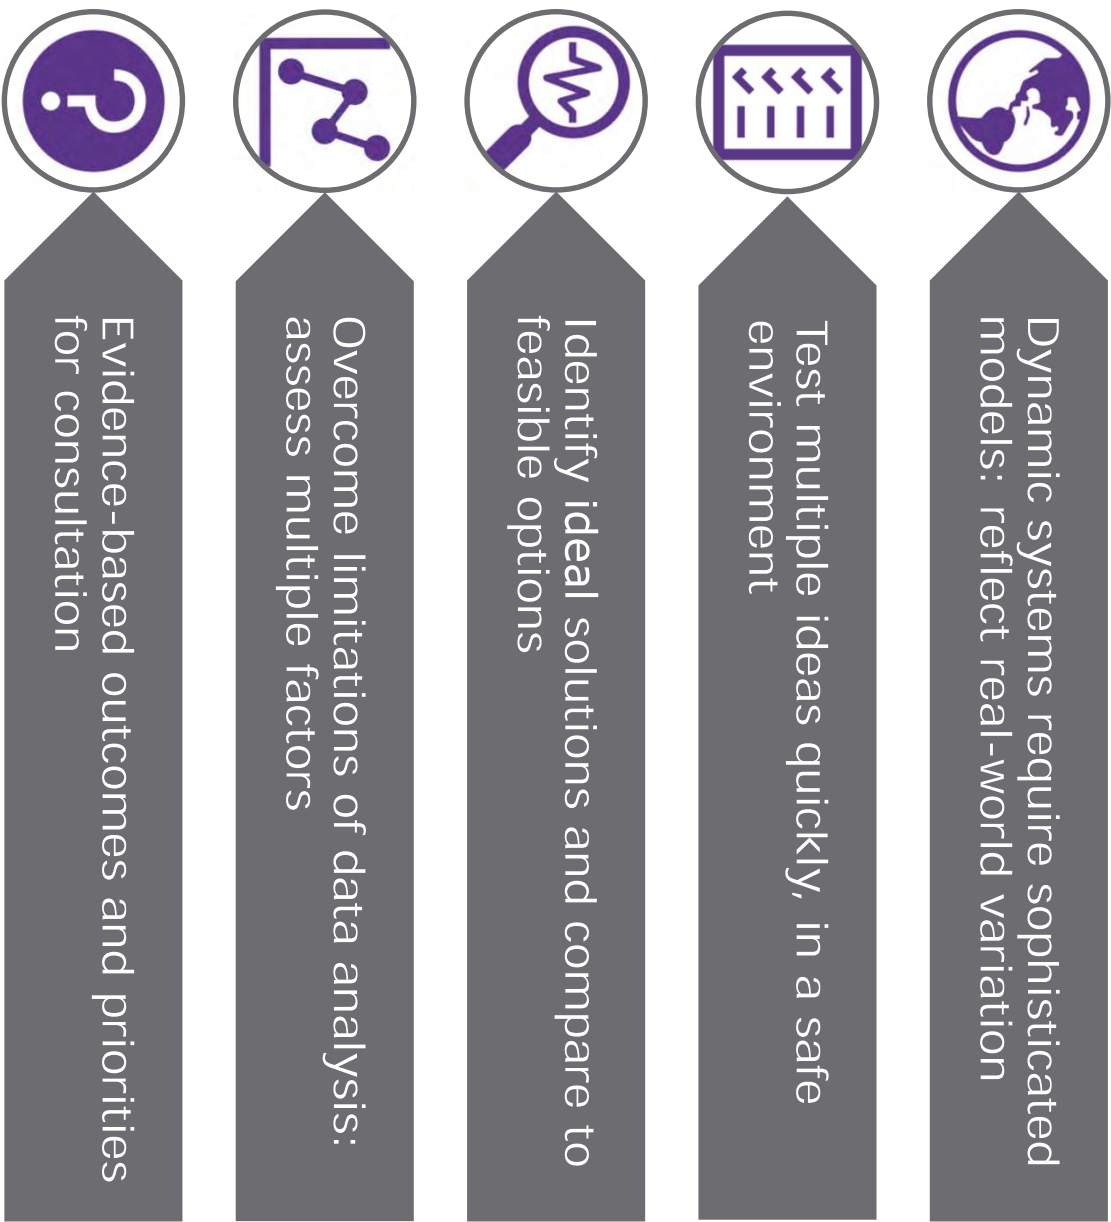 Dynamic systems require sophisticated
models: reflect real-world variation
Test multiple ideas quickly, in a safe
environment
Identify ideal solutions and compare to
feasible options
Overcome limitations of data analysis:
assess multiple factors
Evidence-based outcomes and priorities
for consultation